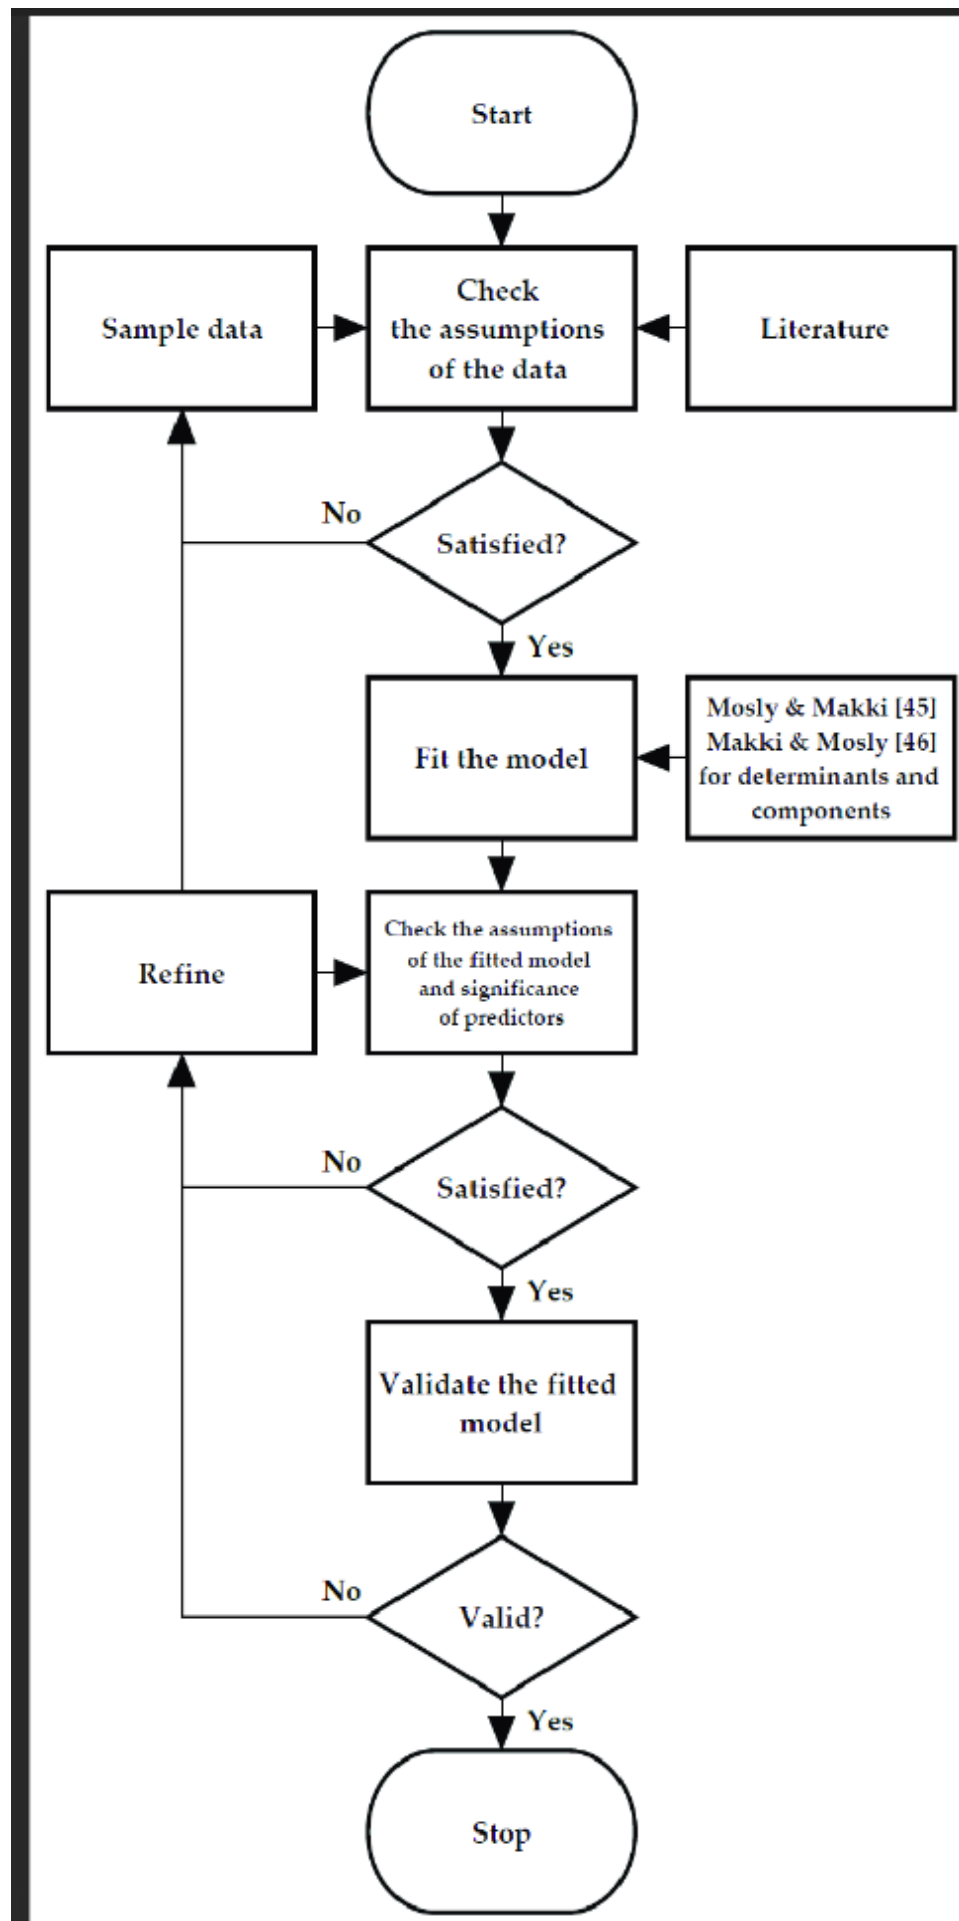 Start
Sample data
Check
the assumptions
of the data
Literature
No
Satisfied?
Yes
Fit the model
Mosly & Makki [45]
Makki & Mosly [46]
for determinants and
components
Refine
Check the assumptions
of the fitted model
and significance
of predictors
No
Satisfied?
Yes
Validate the fitted
model
No
Valid?
Yes
Stop